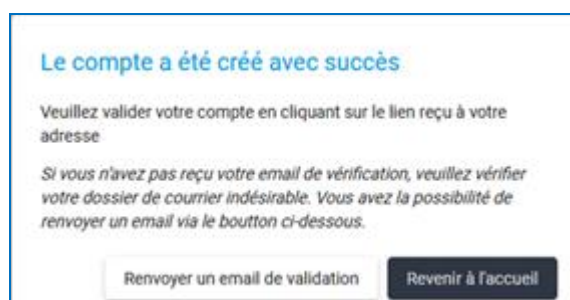 Le compte a été créé avec succès
Veuillez valider votre compte en cliquant sur le lien reçu à votre
adresse
Si vous n'avez pas reçu votre email de vérification, veuillez vérifier
votre dossier de courrier indésirable. Vous avez la possibilité de
renvoyer un email via le boutton ci-dessous.
Renvoyer un email de validation Revenir à l'accueil